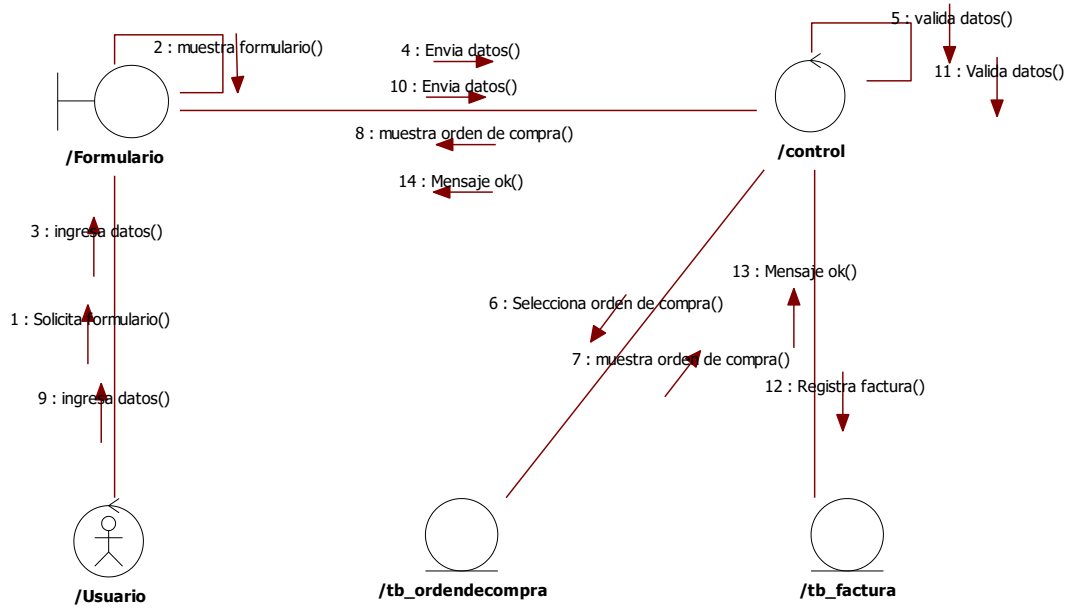 5 : valida datos()
2 : muestra formulario()
4 : Envia datos()
11 : Valida datos()
10 : Envia datos()
8 : muestra orden de compra()
/Formulario
/control
14 : Mensaje ok()
3 : ingresa datos()
13 : Mensaje ok()
6 : Selecciona orden de compra()
1 : Solicita formulario()
7 : muestra orden de compra()
12 : Registra factura()
9 : ingresa datos()
/Usuario
/tb_ordendecompra
/tb_factura